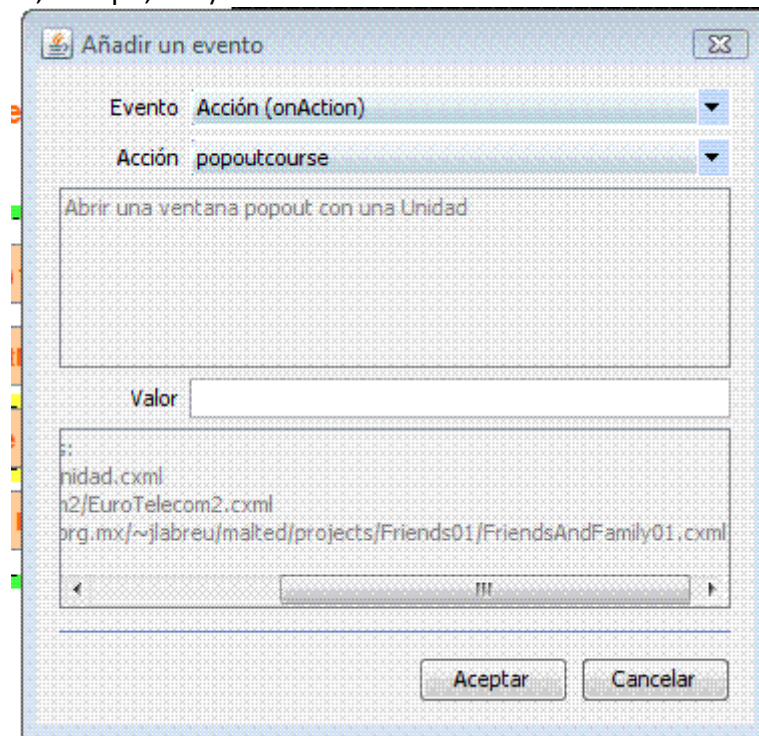 Añadir un evento
Evento Acción (onAction)
Acción popoutcourse
Abrir una ventana popout con una Unidad
Valor
s:
nidad.cxml
n2/EuroTelecom2.cxml
org.mx/~jlabreu/malted/projects/Friends01/FriendsAndFamily01.cxml
Aceptar Cancelar